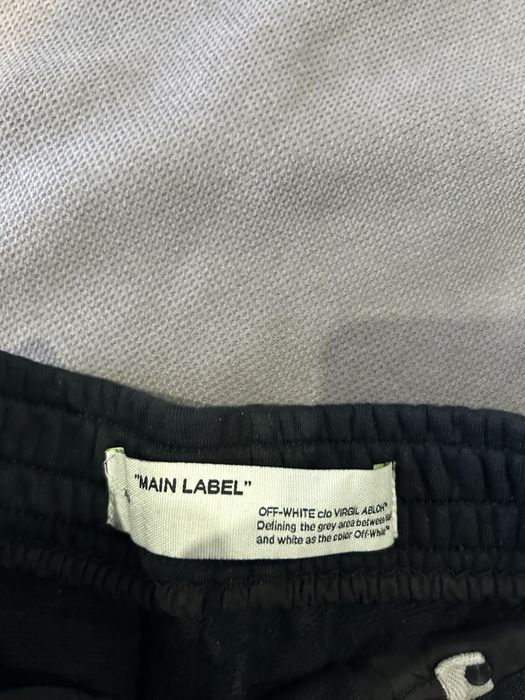 "MAIN LABEL"
OFF-WHITE c/o VIRGIL ABLOH™
Defining the grey area between
and white as the color Off-White™